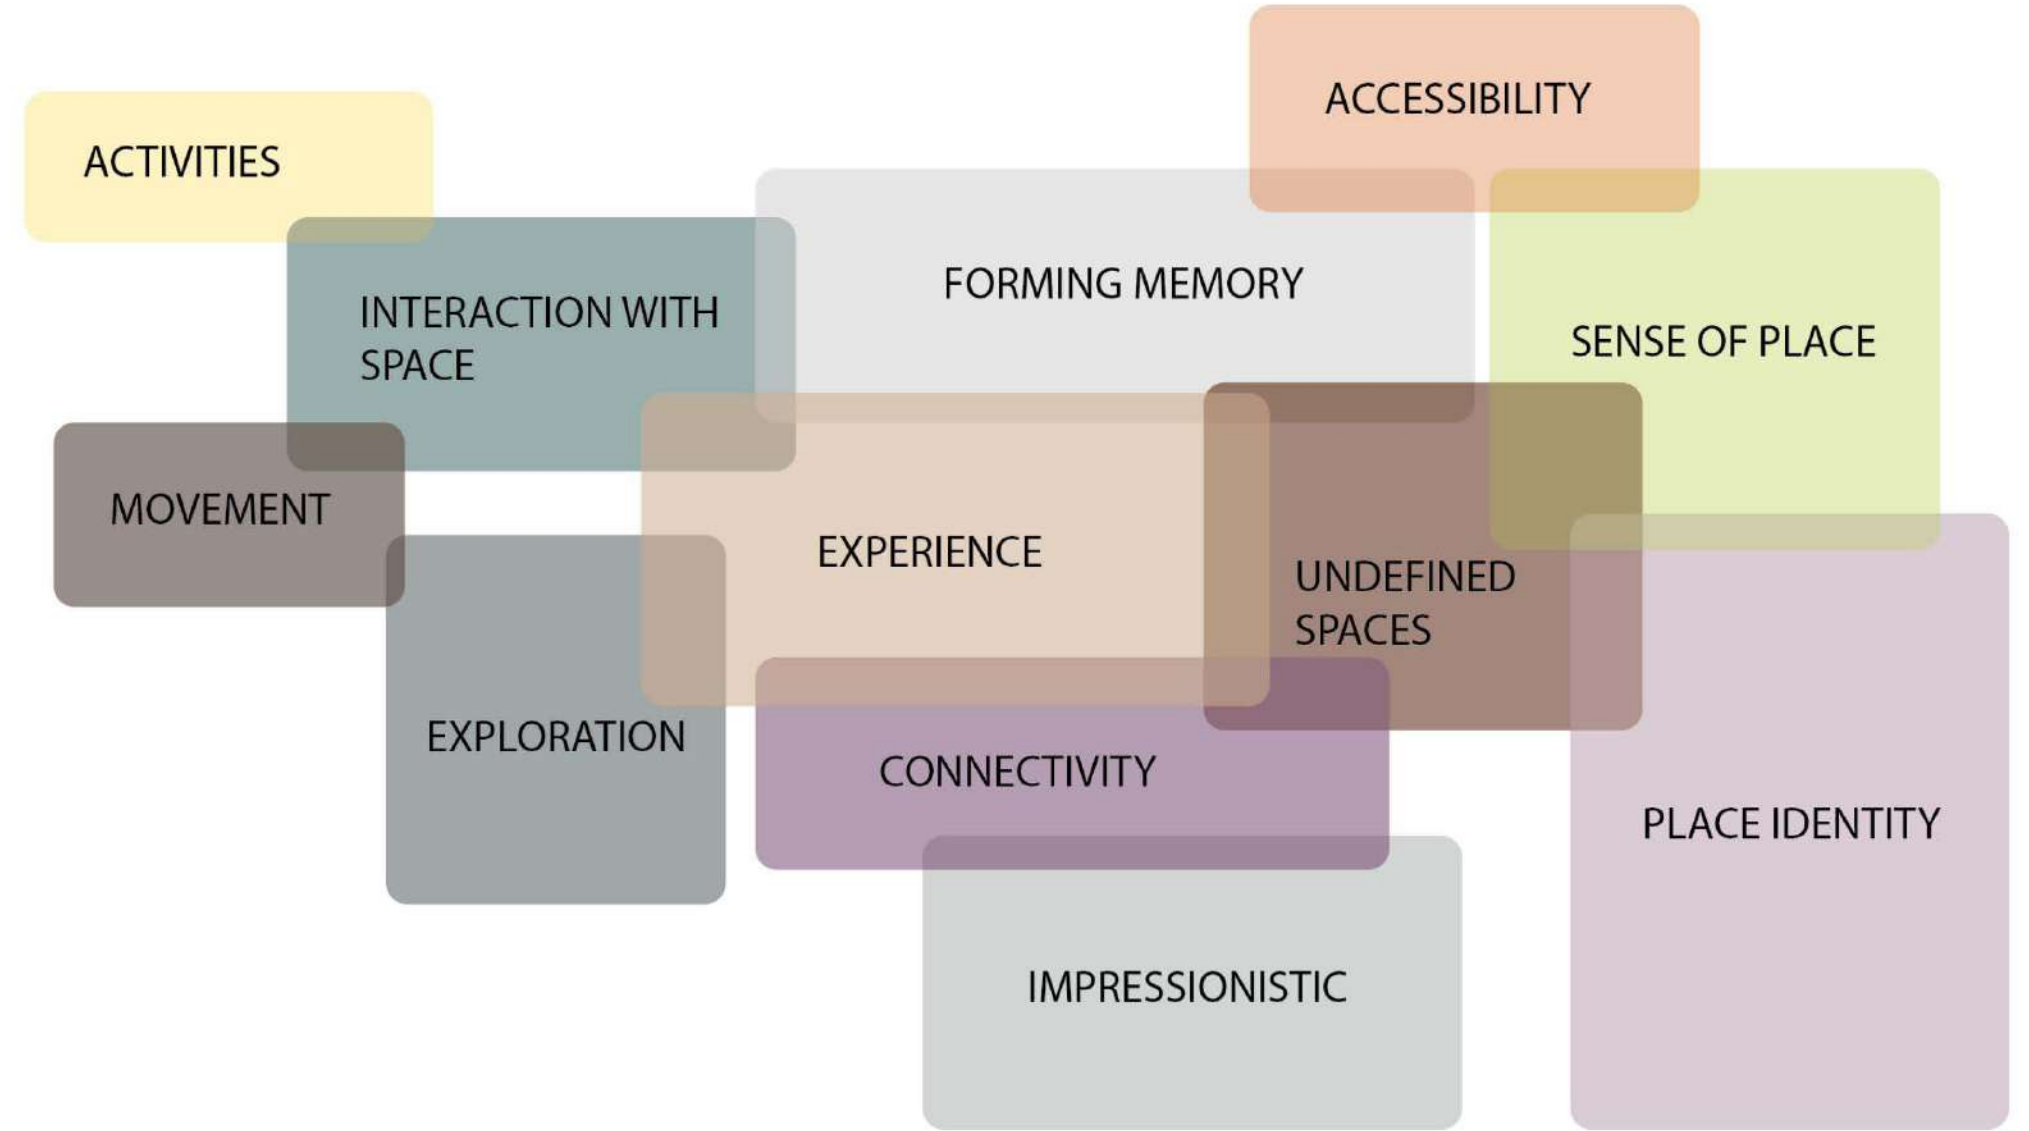 ACCESSIBILITY
ACTIVITIES
FORMING MEMORY
INTERACTION WITH
SPACE
SENSE OF PLACE
MOVEMENT
EXPERIENCE
UNDEFINED
SPACES
EXPLORATION
CONNECTIVITY
PLACE IDENTITY
IMPRESSIONISTIC